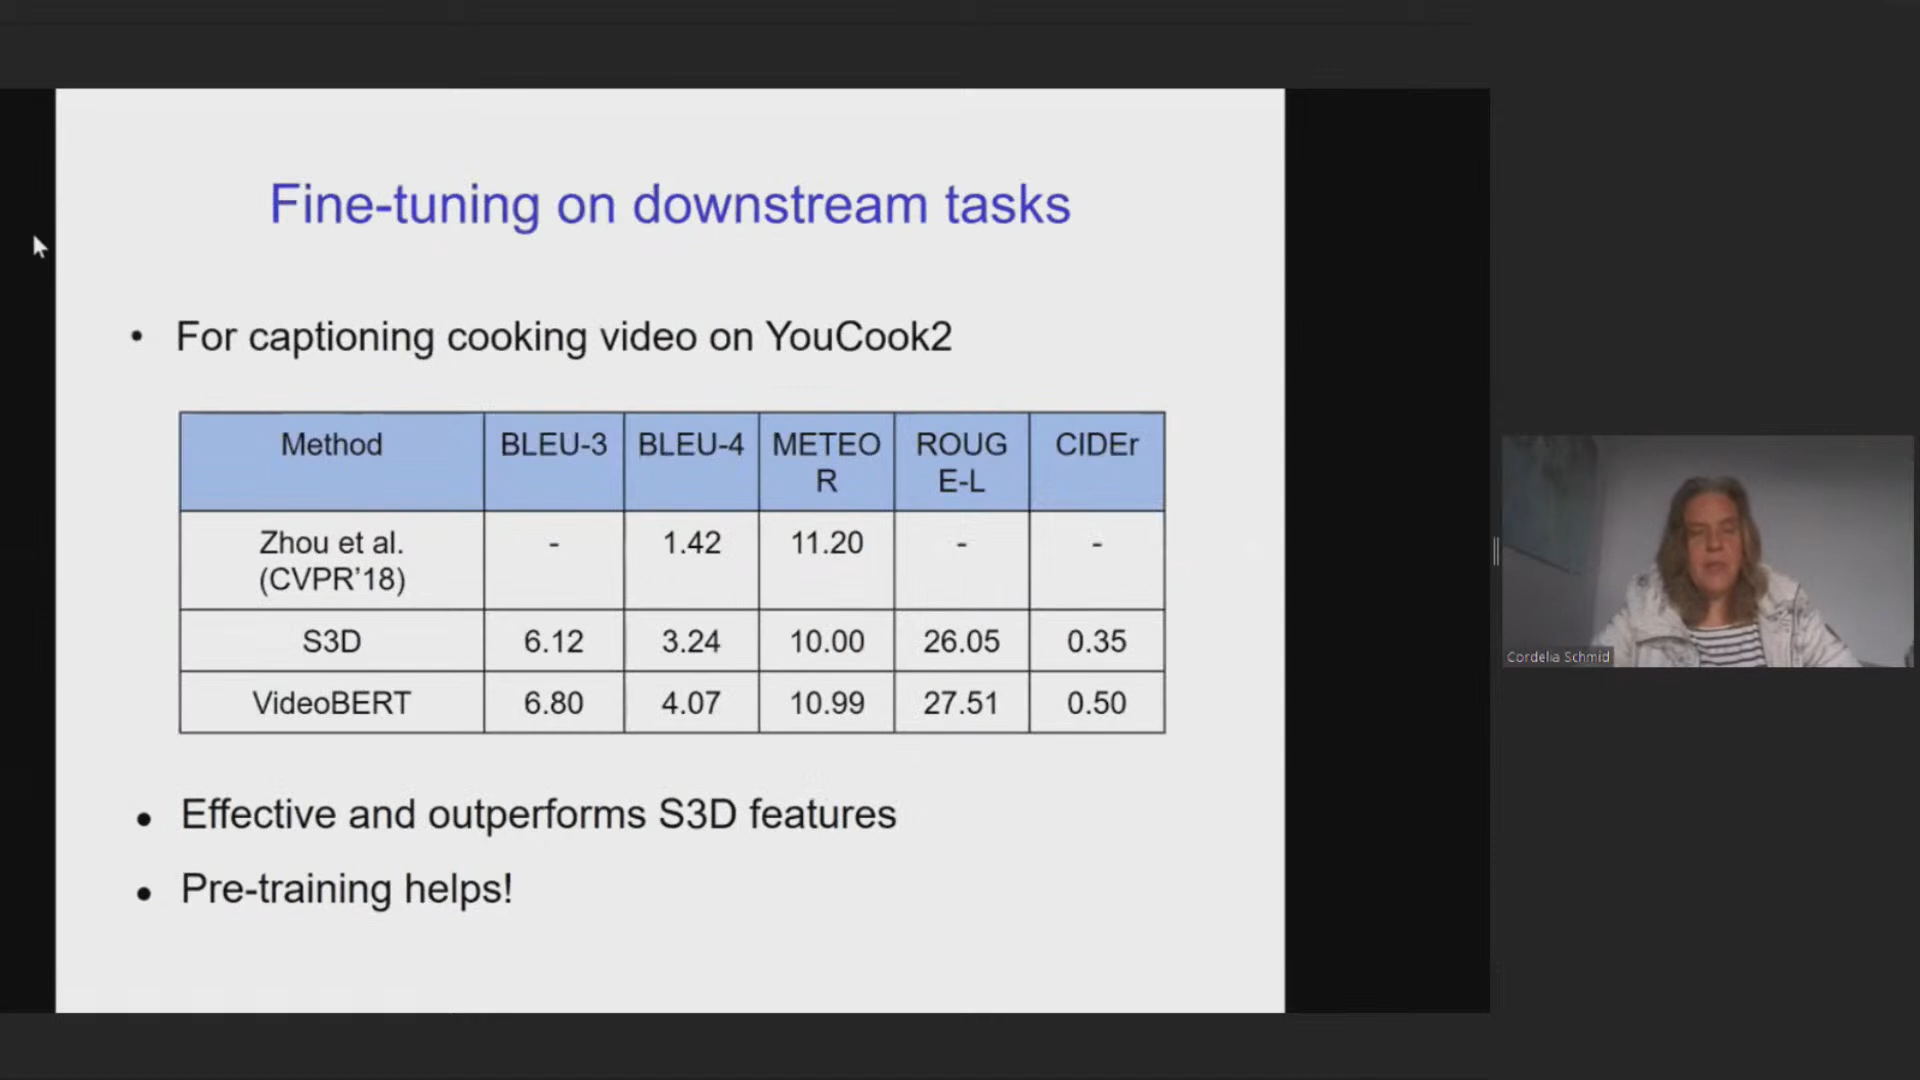 Fine-tuning on downstream tasks
• For captioning cooking video on YouCook2
Method BLEU-3 BLEU-4 METEO ROUG CIDEr
R E-L
Zhou et al. - 1.42 11.20 - -
(CVPR’18)
S3D 6.12 3.24 10.00 26.05 0.35
VideoBERT 6.80 4.07 10.99 27.51 0.50
• Effective and outperforms S3D features
• Pre-training helps!
Cordelia Schmid